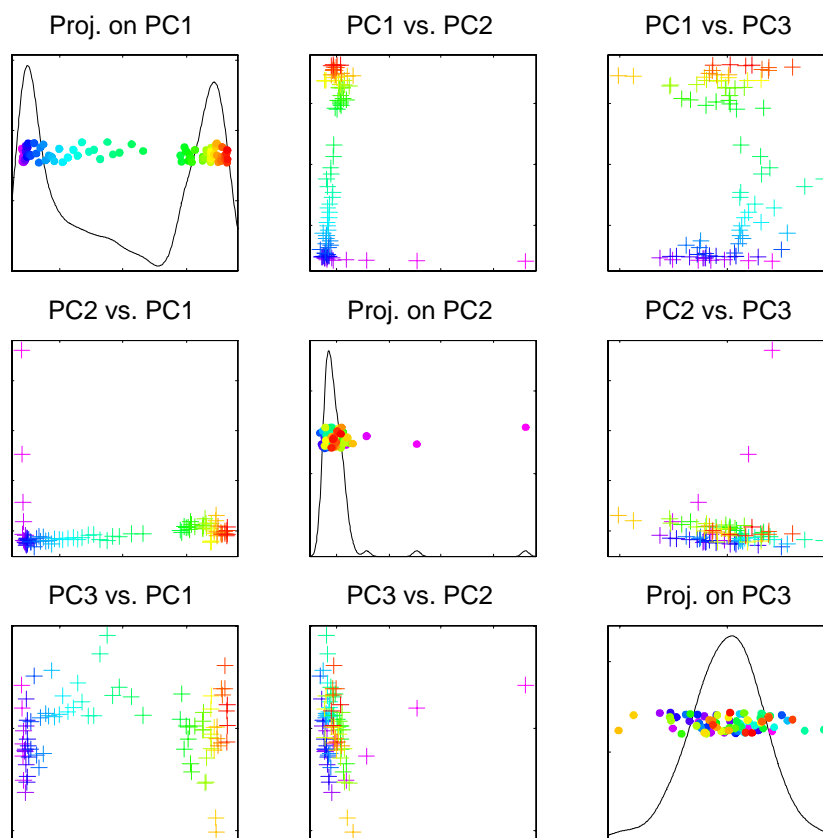 Proj. on PC1
PC1 vs. PC2
PC1 vs. PC3
PC2 vs. PC1
Proj. on PC2
PC2 vs. PC3
PC3 vs. PC1
PC3 vs. PC2
Proj. on PC3